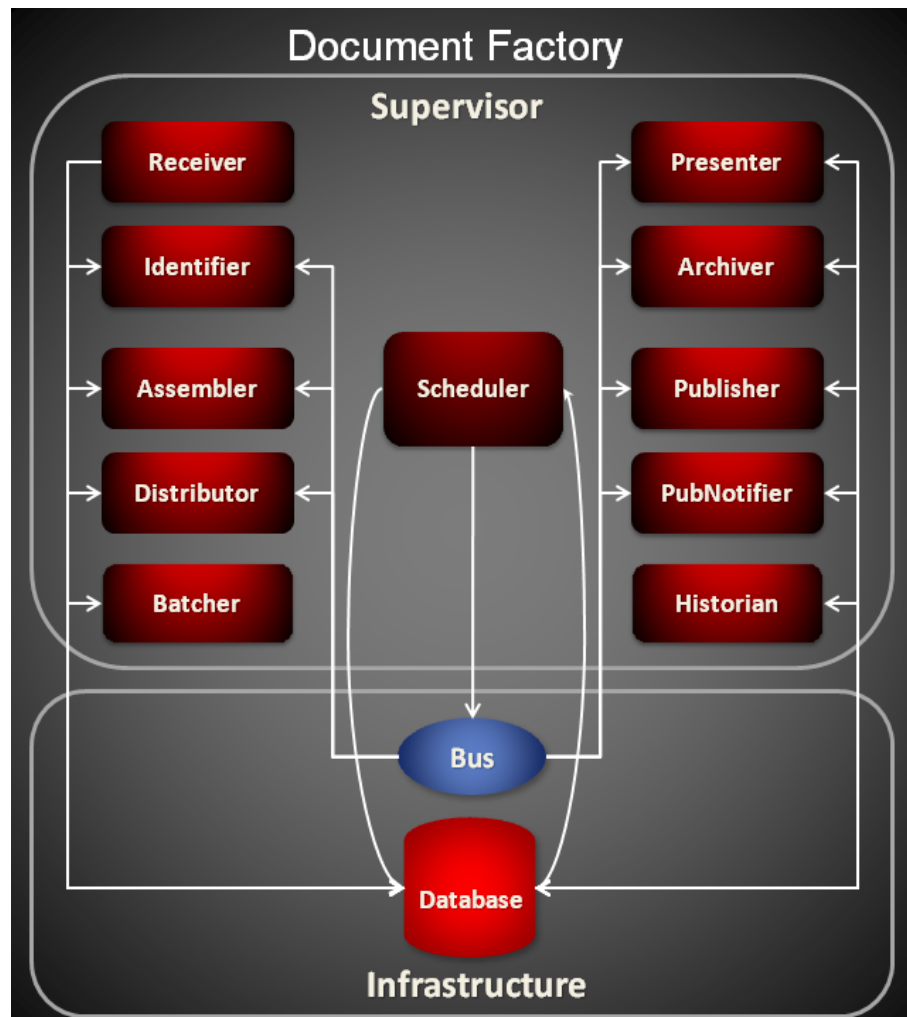 Document Factory
Supervisor
Receiver
Presenter
Identifier
Archiver
Assembler
Scheduler
Publisher
Distributor
PubNotifier
Batcher
Historian
Bus
Database
Infrastructure